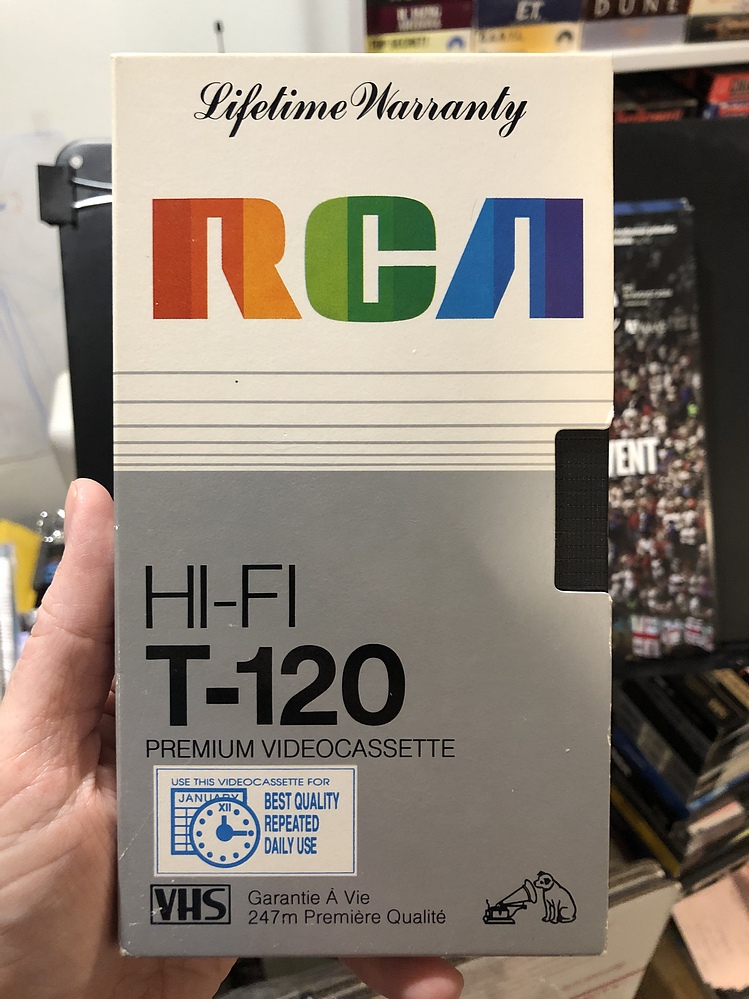 E.T.
DUNE
Lifetime Warranty
RCA
TENT
HI-FI
T-120
PREMIUM VIDEOCASSETTE
USE THIS VIDEOCASSETTE FOR
JANUARY
XII
BEST QUALITY
REPEATED
DAILY USE
VHS
Garantie À Vie
247m Première Qualité